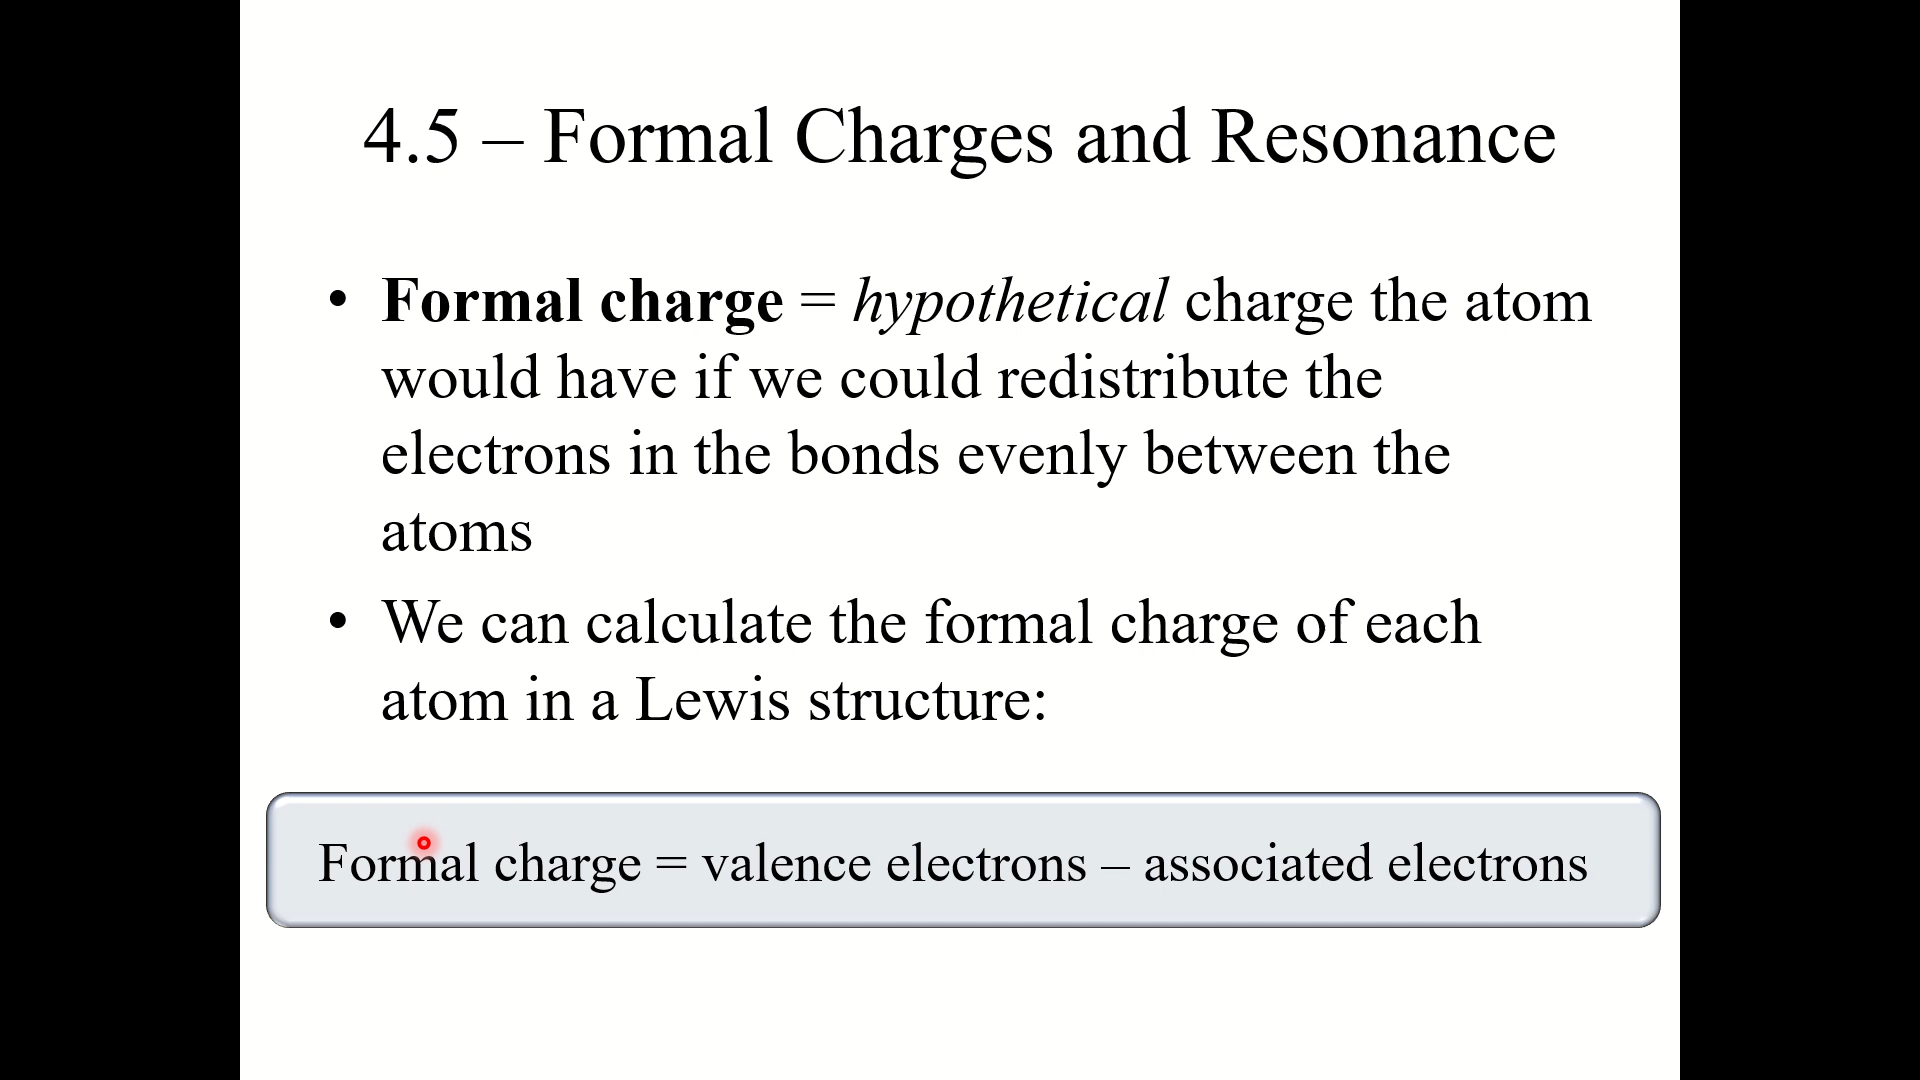 4.5 – Formal Charges and Resonance
• Formal charge = hypothetical charge the atom
would have if we could redistribute the
electrons in the bonds evenly between the
atoms
• We can calculate the formal charge of each
atom in a Lewis structure:
Formal charge = valence electrons – associated electrons